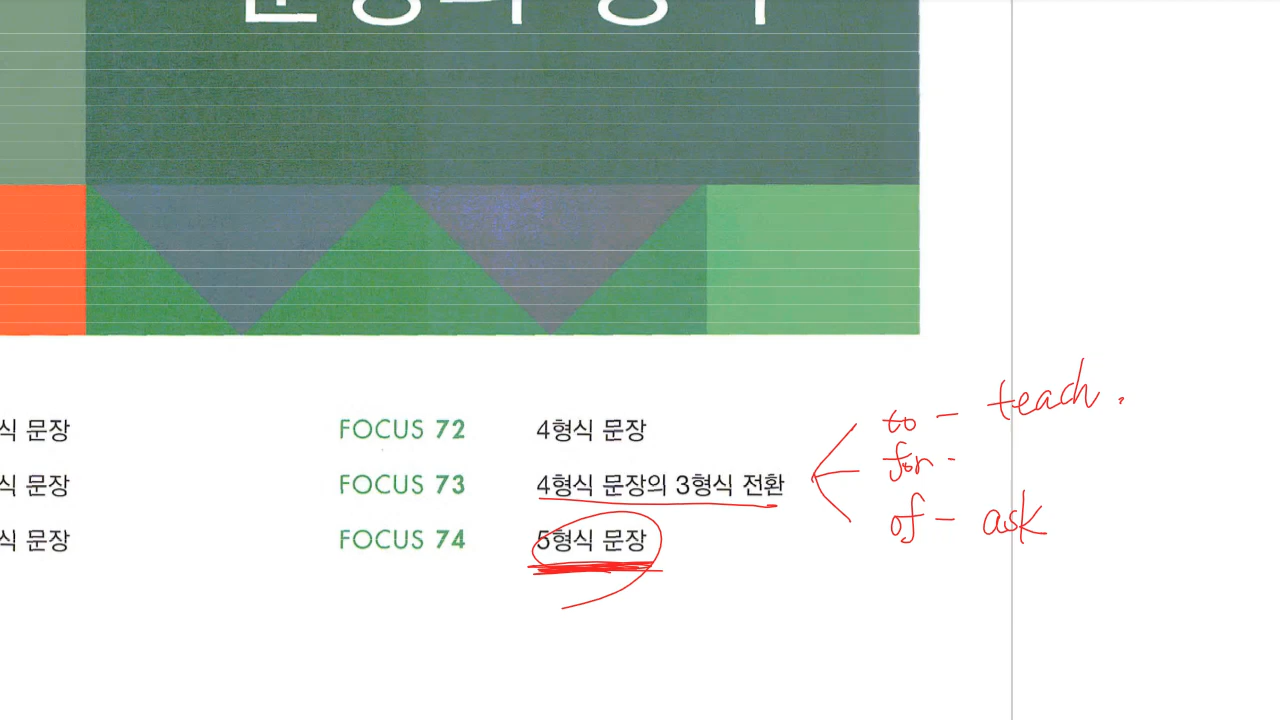 식 문장
FOCUS 72 4형식 문장
식 문장
FOCUS 73 4형식 문장의 3형식 전환
식 문장
FOCUS 74 5형식 문장
to – teach.
for -
of – ask